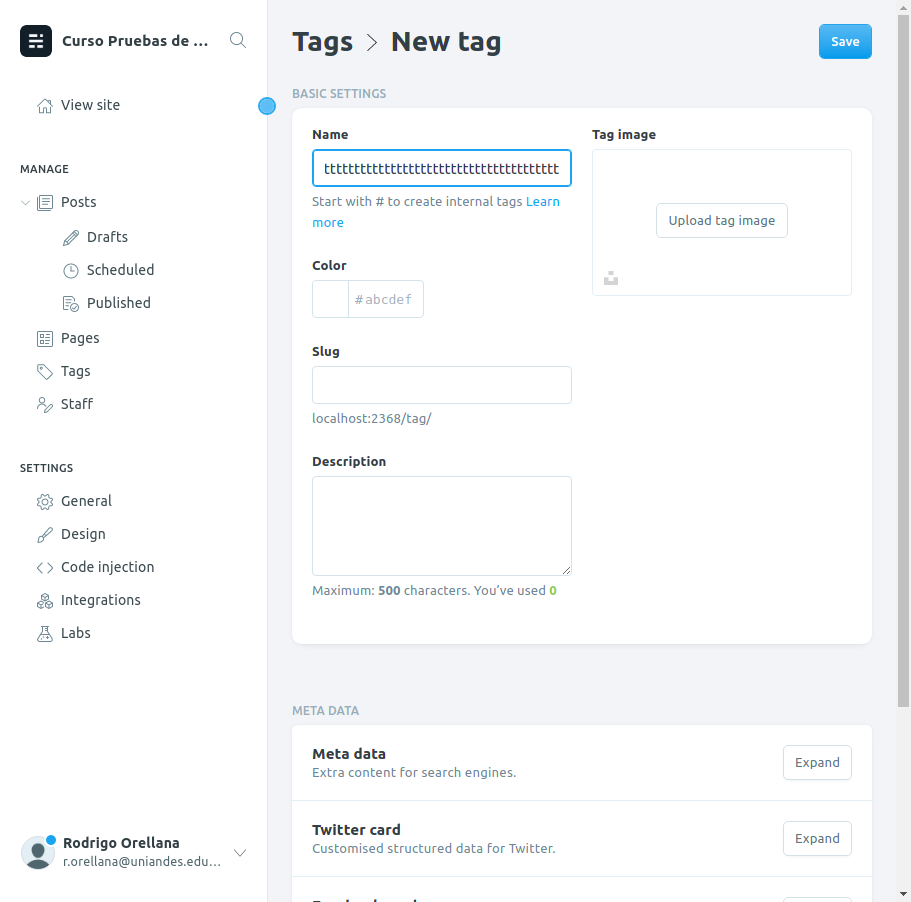 Curso Pruebas de ...
View site
MANAGE
Posts
Drafts
Scheduled
Published
Pages
Tags
Staff
SETTINGS
General
Design
Code injection
Integrations
Labs
Rodrigo Orellana
r.orellana@uniandes.edu...
Tags > New tag
Save
BASIC SETTINGS
Name
Start with # to create internal tags Learn
more
Color
#abcdef
Slug
localhost:2368/tag/
Description
Maximum: 500 characters. You’ve used 0
Tag image
Upload tag image
META DATA
Meta data
Extra content for search engines.
Expand
Twitter card
Customised structured data for Twitter.
Expand